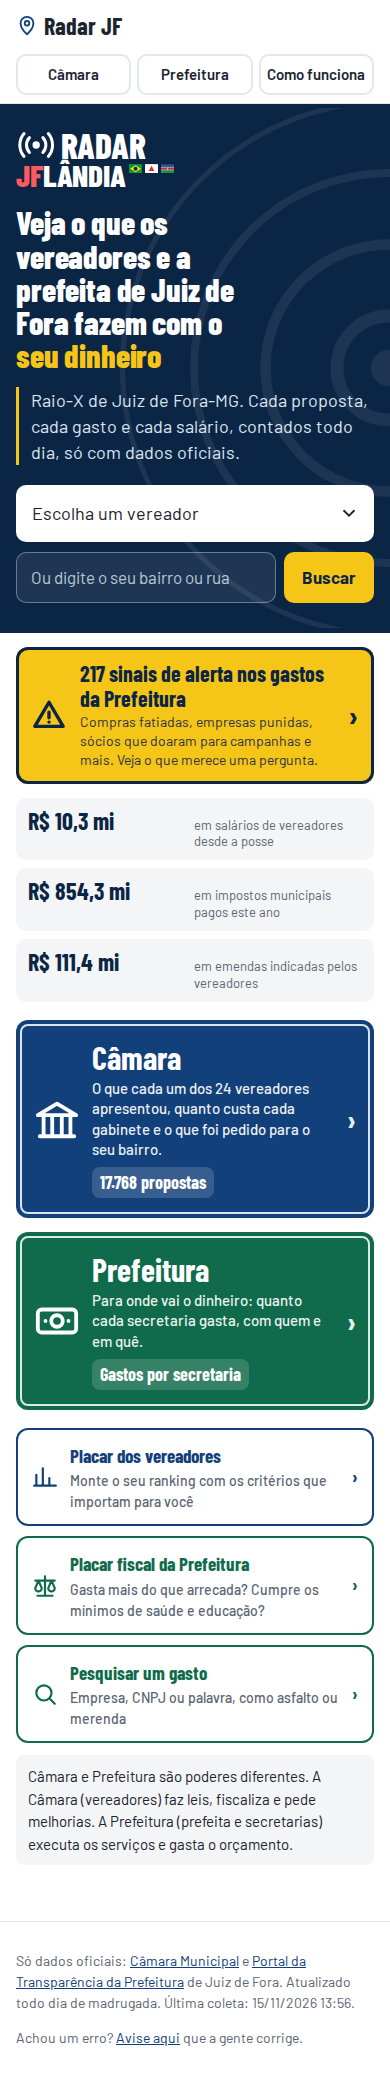 Radar JF
Câmara
Prefeitura
Como funciona
RADAR
JFLÂNDIA
Veja o que os
vereadores e a
prefeita de Juiz de
Fora fazem com o
seu dinheiro
Raio-X de Juiz de Fora-MG. Cada proposta,
cada gasto e cada salário, contados todo
dia, só com dados oficiais.
Escolha um vereador
Ou digite o seu bairro ou rua
Buscar
217 sinais de alerta nos gastos
da Prefeitura
Compras fatiadas, empresas punidas,
sócios que doaram para campanhas e
mais. Veja o que merece uma pergunta.
R$ 10,3 mi
em salários de vereadores
desde a posse
R$ 854,3 mi
em impostos municipais
pagos este ano
R$ 111,4 mi
em emendas indicadas pelos
vereadores
Câmara
O que cada um dos 24 vereadores
apresentou, quanto custa cada
gabinete e o que foi pedido para o
seu bairro.
17.768 propostas
Prefeitura
Para onde vai o dinheiro: quanto
cada secretaria gasta, com quem e
em quê.
Gastos por secretaria
Placar dos vereadores
Monte o seu ranking com os critérios que
importam para você
Placar fiscal da Prefeitura
Gasta mais do que arrecada? Cumpre os
mínimos de saúde e educação?
Pesquisar um gasto
Empresa, CNPJ ou palavra, como asfalto ou
merenda
Câmara e Prefeitura são poderes diferentes. A
Câmara (vereadores) faz leis, fiscaliza e pede
melhorias. A Prefeitura (prefeita e secretarias)
executa os serviços e gasta o orçamento.
Só dados oficiais: Câmara Municipal e Portal da
Transparência da Prefeitura de Juiz de Fora. Atualizado
todo dia de madrugada. Última coleta: 15/11/2026 13:56.
Achou um erro? Avise aqui que a gente corrige.